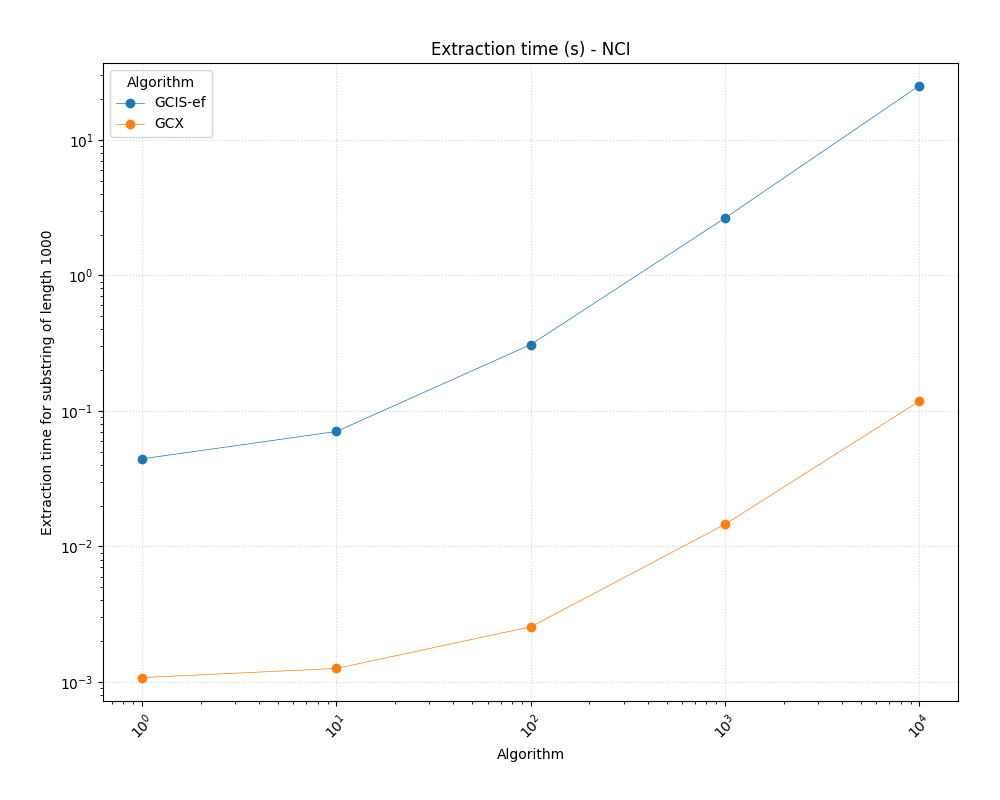 Extraction time (s) - NCI
Algorithm
GCIS-ef
GCX
Extraction time for substring of length 1000
10¹
10⁰
10⁻¹
10⁻²
10⁻³
10⁰
10¹
10²
10³
10⁴
Algorithm